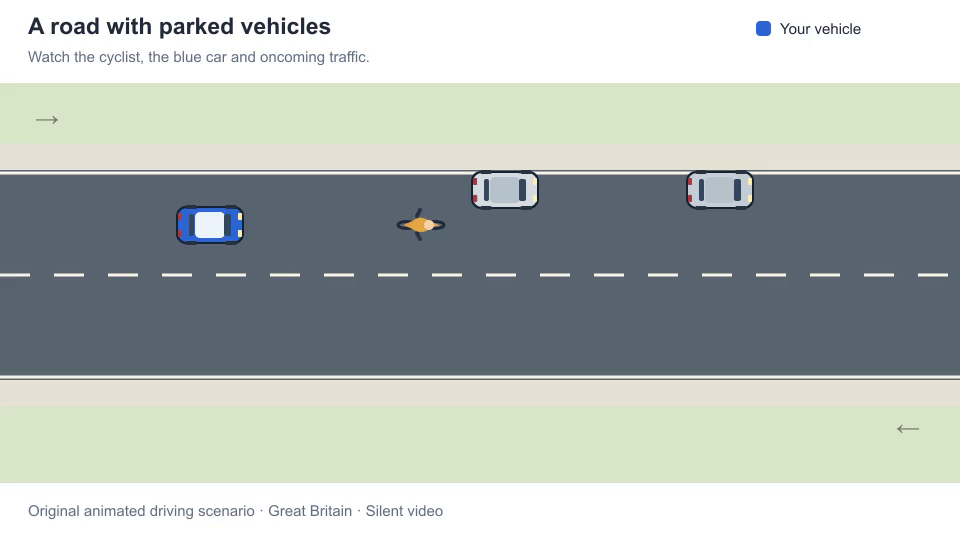 A road with parked vehicles
Your vehicle
Watch the cyclist, the blue car and oncoming traffic.
→
←
Original animated driving scenario · Great Britain · Silent video